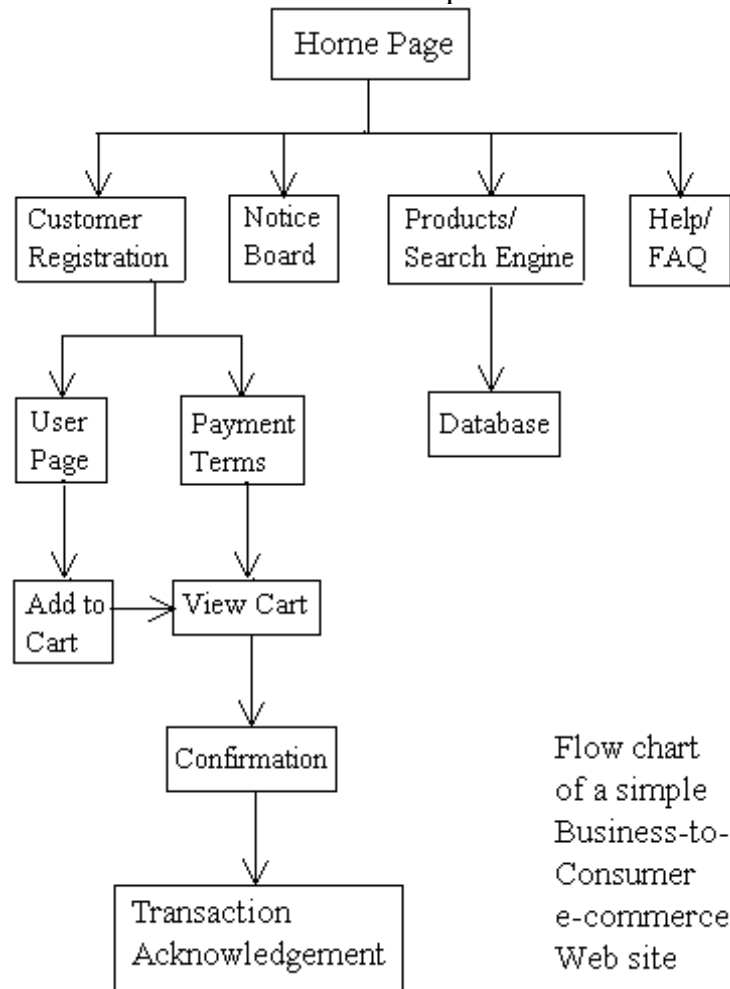 Home Page
Customer
Registration
Notice
Board
Products/
Search Engine
Help/
FAQ
User
Page
Payment
Terms
Database
Add to
Cart
View Cart
Confirmation
Transaction
Acknowledgement
Flow chart
of a simple
Business-to-
Consumer
e-commerce
Web site